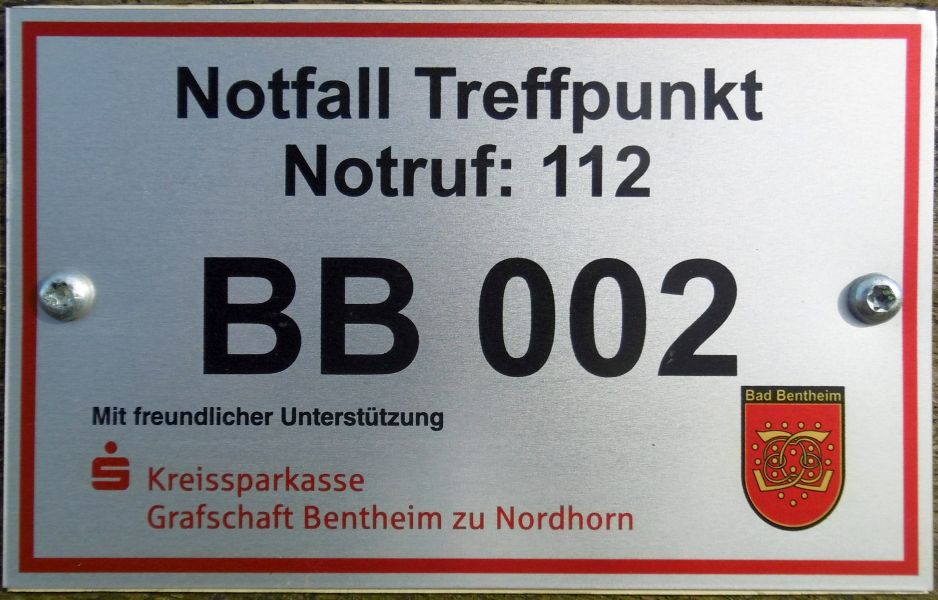 Notfall Treffpunkt
Notruf: 112
BB 002
Mit freundlicher Unterstützung
Kreissparkasse
Grafschaft Bentheim zu Nordhorn
Bad Bentheim